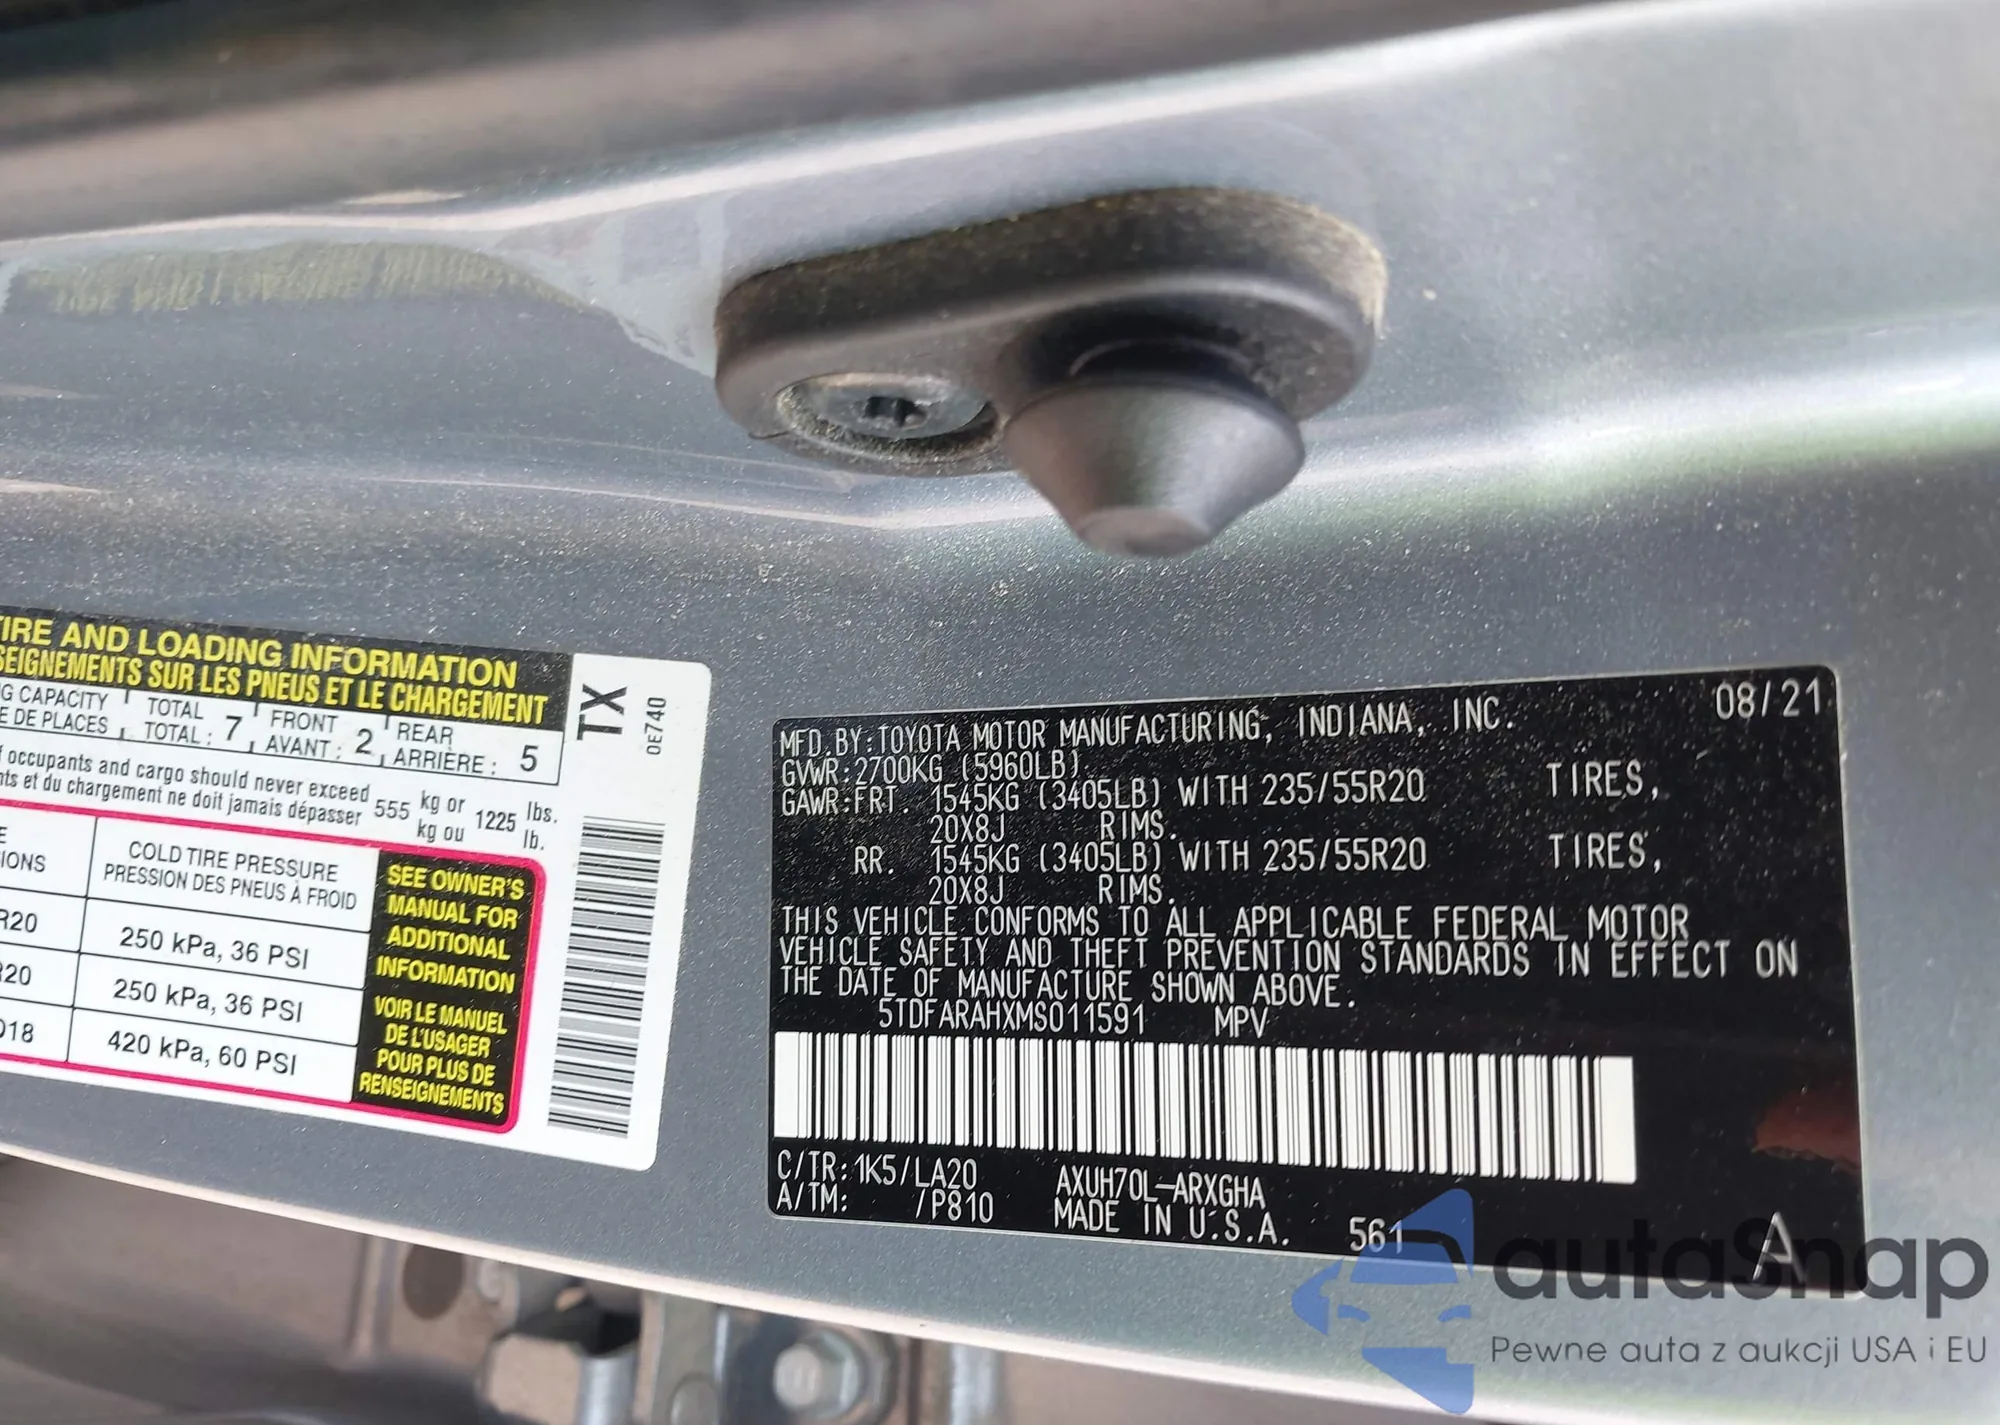 TIRE AND LOADING INFORMATION
SEIGNEMENTS SUR LES PNEUS ET LE CHARGEMENT
G CAPACITY TOTAL FRONT REAR
E DE PLACES TOTAL : 7 AVANT : 2 ARRIÈRE : 5
f occupants and cargo should never exceed 555 kg or 1225 lbs.
nts et du chargement ne doit jamais dépasser kg ou lb.
TX
0E740
E
IONS
COLD TIRE PRESSURE
PRESSION DES PNEUS À FROID
R20 250 kPa, 36 PSI
R20 250 kPa, 36 PSI
D18 420 kPa, 60 PSI
SEE OWNER'S
MANUAL FOR
ADDITIONAL
INFORMATION
VOIR LE MANUEL
DE L'USAGER
POUR PLUS DE
RENSEIGNEMENTS
08/21
MFD.BY:TOYOTA MOTOR MANUFACTURING, INDIANA, INC.
GVWR:2700KG (5960LB)
GAWR:FRT. 1545KG (3405LB) WITH 235/55R20 TIRES,
20X8J RIMS.
RR. 1545KG (3405LB) WITH 235/55R20 TIRES,
20X8J RIMS.
THIS VEHICLE CONFORMS TO ALL APPLICABLE FEDERAL MOTOR
VEHICLE SAFETY AND THEFT PREVENTION STANDARDS IN EFFECT ON
THE DATE OF MANUFACTURE SHOWN ABOVE.
5TDFARAHXMS011591 MPV
C/TR:1K5/LA20 AXUH70L-ARXGHA
A/TM: /P810 MADE IN U.S.A. 561 A
autaSnap
Pewne auta z aukcji USA i EU